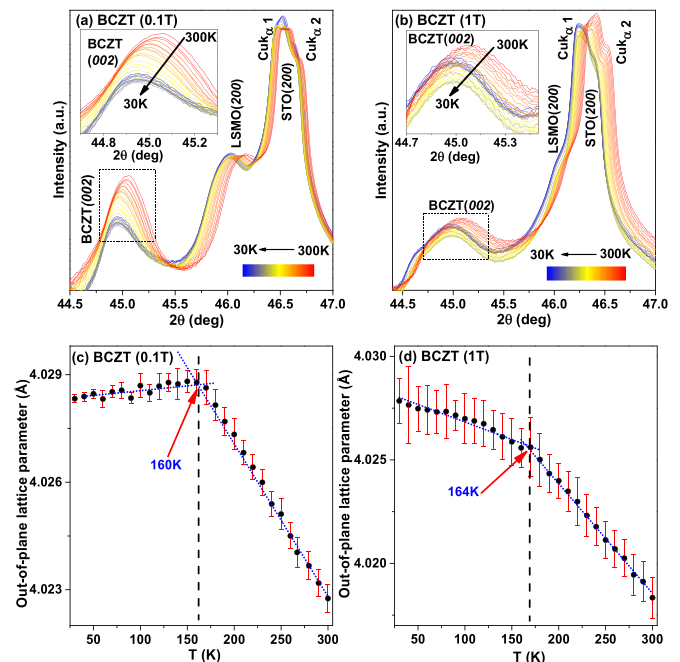 (a) BCZT (0.1T)
Cuk α 1
Cuk α 2
BCZT
(002)
300K
30K
44.8 45.0 45.2
2θ (deg)
LSMO(200)
STO(200)
BCZT(002)
30K 300K
Intensity (a.u.)
44.5 45.0 45.5 46.0 46.5 47.0
2θ (deg)
(b) BCZT (1T)
Cuk α 1
Cuk α 2
BCZT(002)
300K
30K
44.7 45.0 45.3
2θ (deg)
LSMO(200)
STO(200)
BCZT(002)
30K 300K
Intensity (a.u.)
44.5 45.0 45.5 46.0 46.5 47.0
2θ (deg)
(c) BCZT (0.1T)
4.029
4.026
4.023
160K
Out-of-plane lattice parameter (Å)
50 100 150 200 250 300
T (K)
(d) BCZT (1T)
4.030
4.025
4.020
164K
Out-of-plane lattice parameter (Å)
50 100 150 200 250 300
T (K)